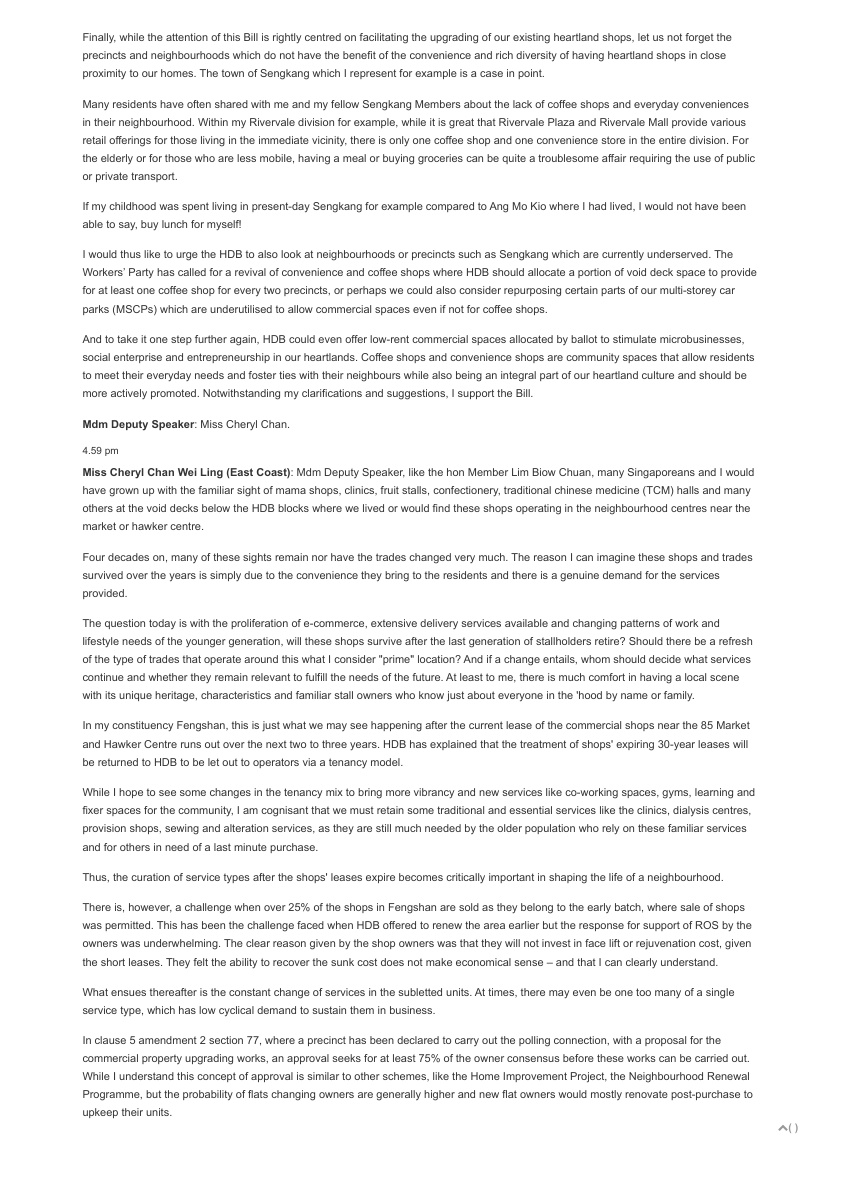 Finally, while the attention of this Bill is rightly centred on facilitating the upgrading of our existing heartland shops, let us not forget the
precincts and neighbourhoods which do not have the benefit of the convenience and rich diversity of having heartland shops in close
proximity to our homes. The town of Sengkang which I represent for example is a case in point.
Many residents have often shared with me and my fellow Sengkang Members about the lack of coffee shops and everyday conveniences
in their neighbourhood. Within my Rivervale division for example, while it is great that Rivervale Plaza and Rivervale Mall provide various
retail offerings for those living in the immediate vicinity, there is only one coffee shop and one convenience store in the entire division. For
the elderly or for those who are less mobile, having a meal or buying groceries can be quite a troublesome affair requiring the use of public
or private transport.
If my childhood was spent living in present-day Sengkang for example compared to Ang Mo Kio where I had lived, I would not have been
able to say, buy lunch for myself!
I would thus like to urge the HDB to also look at neighbourhoods or precincts such as Sengkang which are currently underserved. The
Workers' Party has called for a revival of convenience and coffee shops where HDB should allocate a portion of void deck space to provide
for at least one coffee shop for every two precincts, or perhaps we could also consider repurposing certain parts of our multi-storey car
parks (MSCPs) which are underutilised to allow commercial spaces even if not for coffee shops.
And to take it one step further again, HDB could even offer low-rent commercial spaces allocated by ballot to stimulate microbusinesses,
social enterprise and entrepreneurship in our heartlands. Coffee shops and convenience shops are community spaces that allow residents
to meet their everyday needs and foster ties with their neighbours while also being an integral part of our heartland culture and should be
more actively promoted. Notwithstanding my clarifications and suggestions, I support the Bill.
Mdm Deputy Speaker: Miss Cheryl Chan.
4.59 pm
Miss Cheryl Chan Wei Ling (East Coast): Mdm Deputy Speaker, like the hon Member Lim Biow Chuan, many Singaporeans and I would
have grown up with the familiar sight of mama shops, clinics, fruit stalls, confectionery, traditional chinese medicine (TCM) halls and many
others at the void decks below the HDB blocks where we lived or would find these shops operating in the neighbourhood centres near the
market or hawker centre.
Four decades on, many of these sights remain nor have the trades changed very much. The reason I can imagine these shops and trades
survived over the years is simply due to the convenience they bring to the residents and there is a genuine demand for the services
provided.
The question today is with the proliferation of e-commerce, extensive delivery services available and changing patterns of work and
lifestyle needs of the younger generation, will these shops survive after the last generation of stallholders retire? Should there be a refresh
of the type of trades that operate around this what I consider "prime" location? And if a change entails, whom should decide what services
continue and whether they remain relevant to fulfill the needs of the future. At least to me, there is much comfort in having a local scene
with its unique heritage, characteristics and familiar stall owners who know just about everyone in the 'hood by name or family.
In my constituency Fengshan, this is just what we may see happening after the current lease of the commercial shops near the 85 Market
and Hawker Centre runs out over the next two to three years. HDB has explained that the treatment of shops' expiring 30-year leases will
be returned to HDB to be let out to operators via a tenancy model.
While I hope to see some changes in the tenancy mix to bring more vibrancy and new services like co-working spaces, gyms, learning and
fixer spaces for the community, I am cognisant that we must retain some traditional and essential services like the clinics, dialysis centres,
provision shops, sewing and alteration services, as they are still much needed by the older population who rely on these familiar services
and for others in need of a last minute purchase.
Thus, the curation of service types after the shops' leases expire becomes critically important in shaping the life of a neighbourhood.
There is, however, a challenge when over 25% of the shops in Fengshan are sold as they belong to the early batch, where sale of shops
was permitted. This has been the challenge faced when HDB offered to renew the area earlier but the response for support of ROS by the
owners was underwhelming. The clear reason given by the shop owners was that they will not invest in face lift or rejuvenation cost, given
the short leases. They felt the ability to recover the sunk cost does not make economical sense – and that I can clearly understand.
What ensues thereafter is the constant change of services in the subletted units. At times, there may even be one too many of a single
service type, which has low cyclical demand to sustain them in business.
In clause 5 amendment 2 section 77, where a precinct has been declared to carry out the polling connection, with a proposal for the
commercial property upgrading works, an approval seeks for at least 75% of the owner consensus before these works can be carried out.
While I understand this concept of approval is similar to other schemes, like the Home Improvement Project, the Neighbourhood Renewal
Programme, but the probability of flats changing owners are generally higher and new flat owners would mostly renovate post-purchase to
upkeep their units.
( )